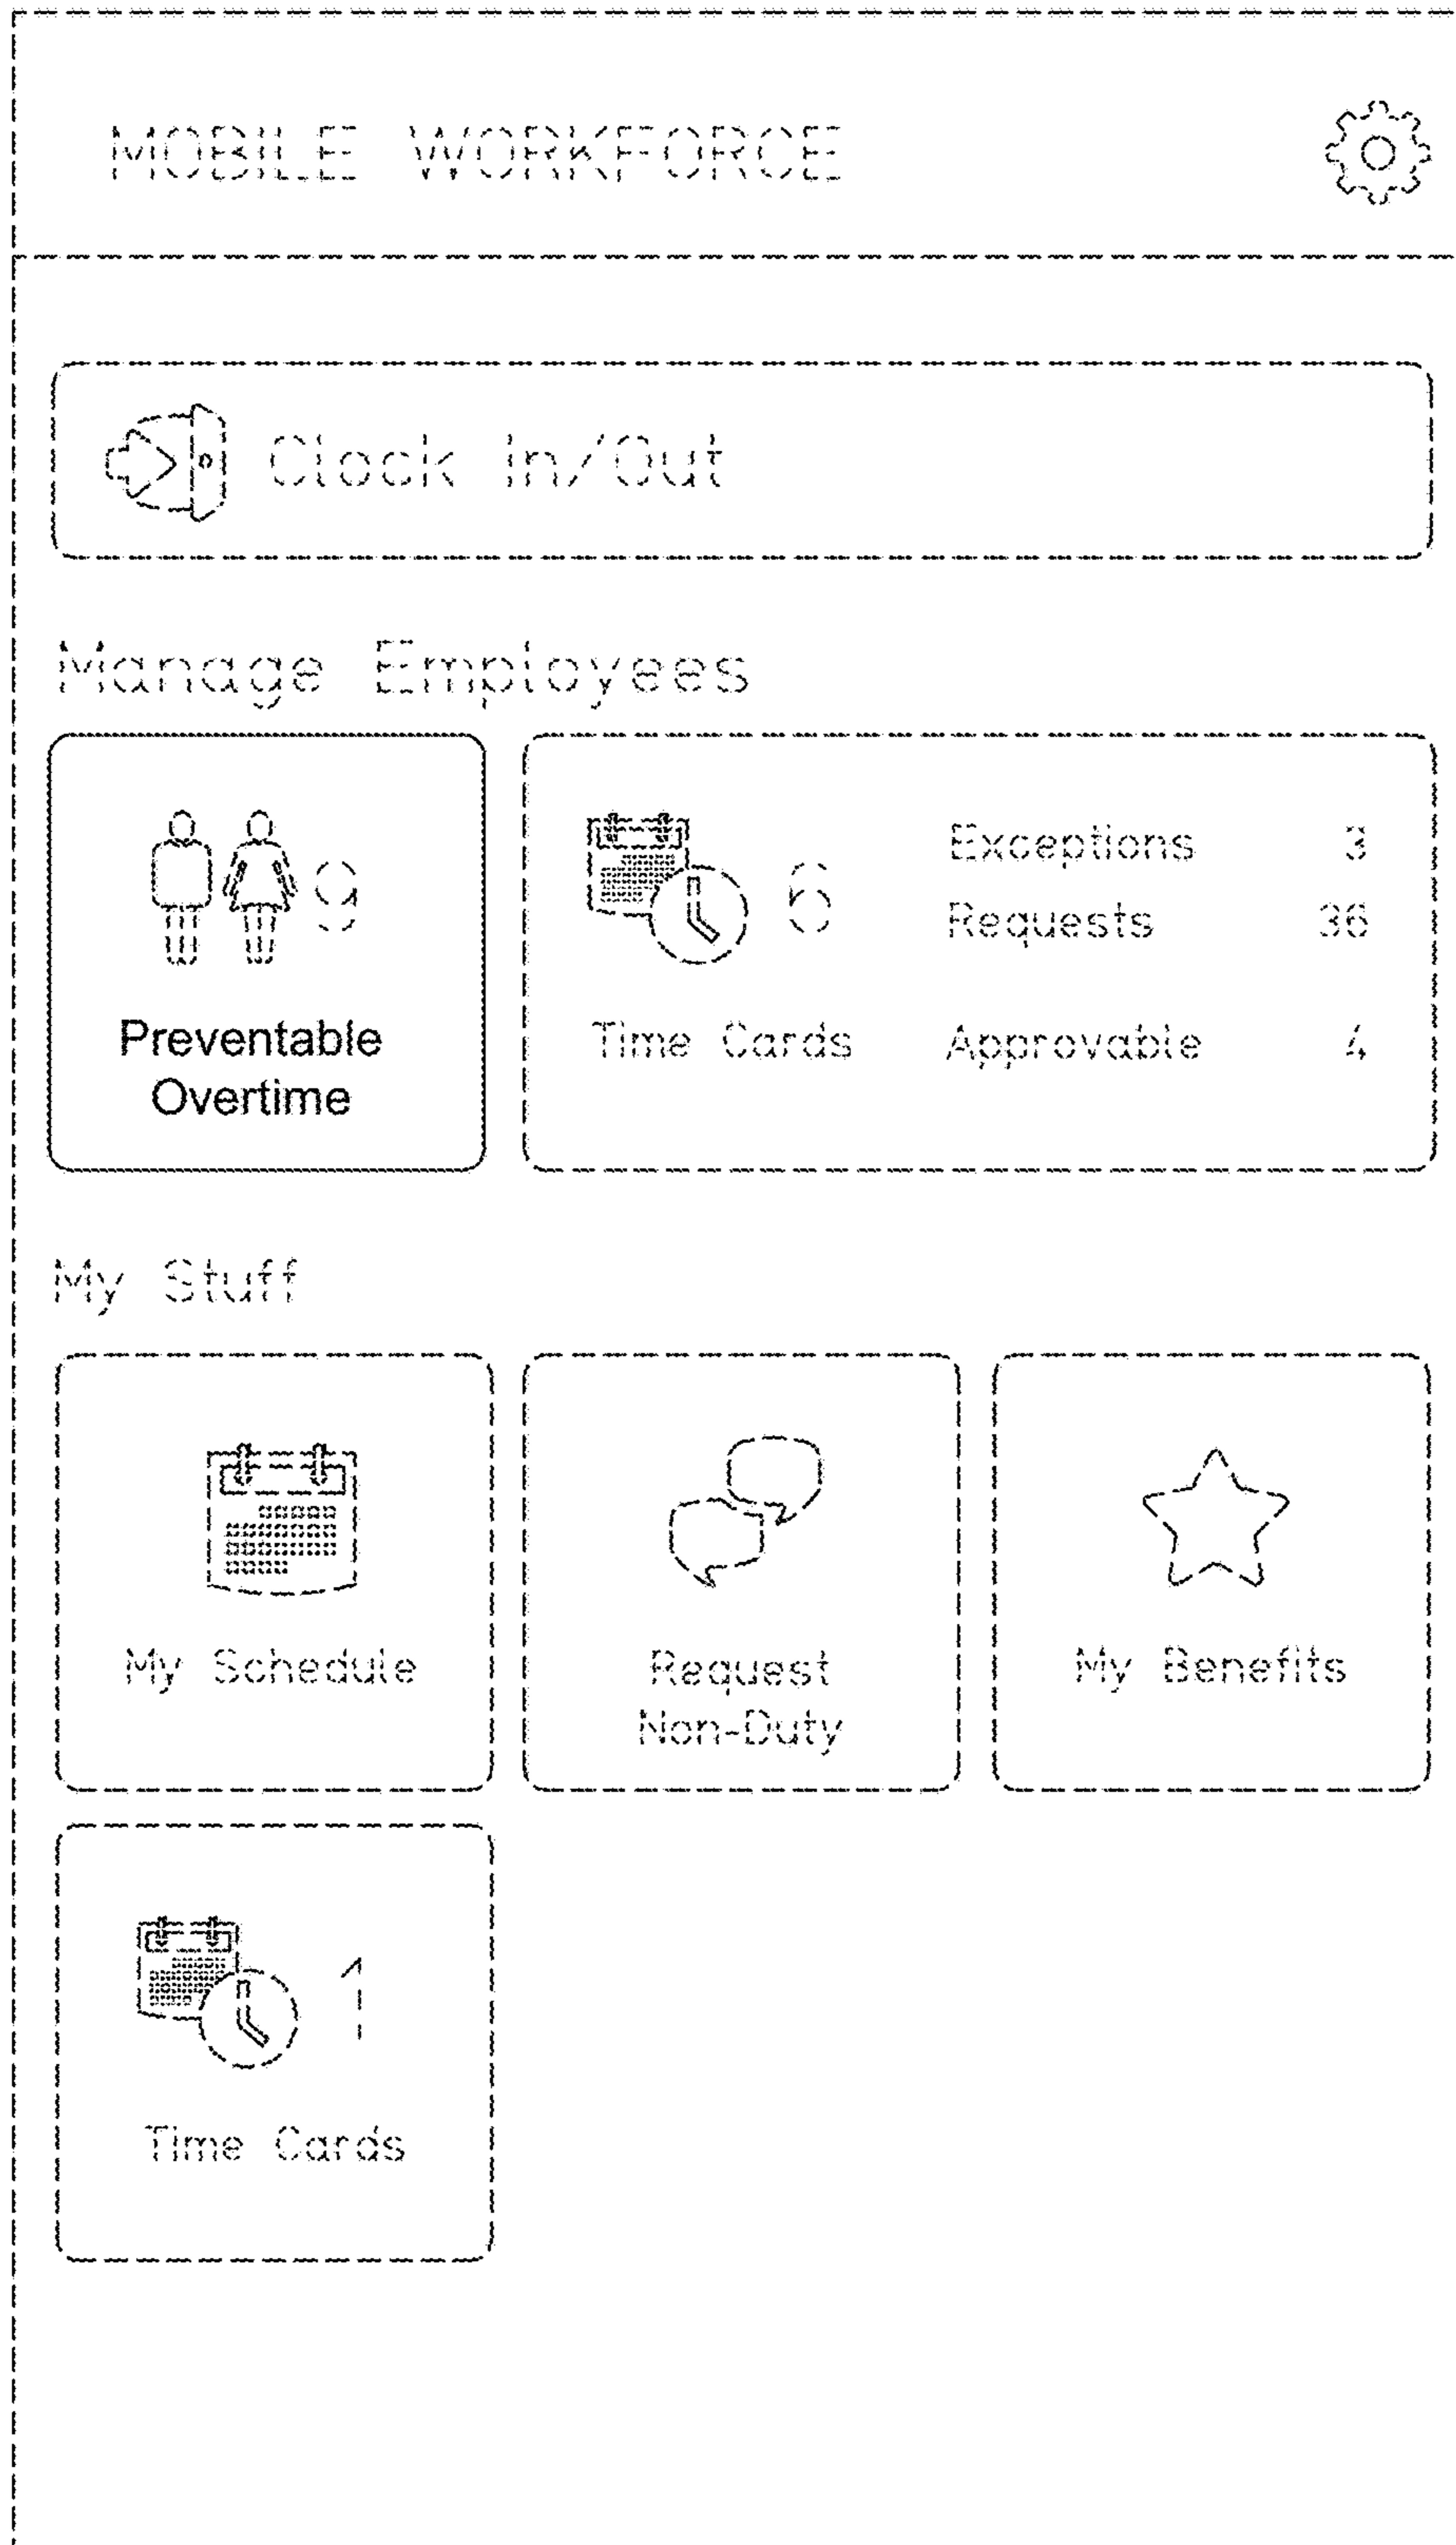 MOBILE WORKFORCE
Clock In/Out
Manage Employees
9
Preventable
Overtime
6
Time Cards
Exceptions 3
Requests 36
Approvable 4
My Stuff
My Schedule
Request
Non-Duty
My Benefits
1
Time Cards